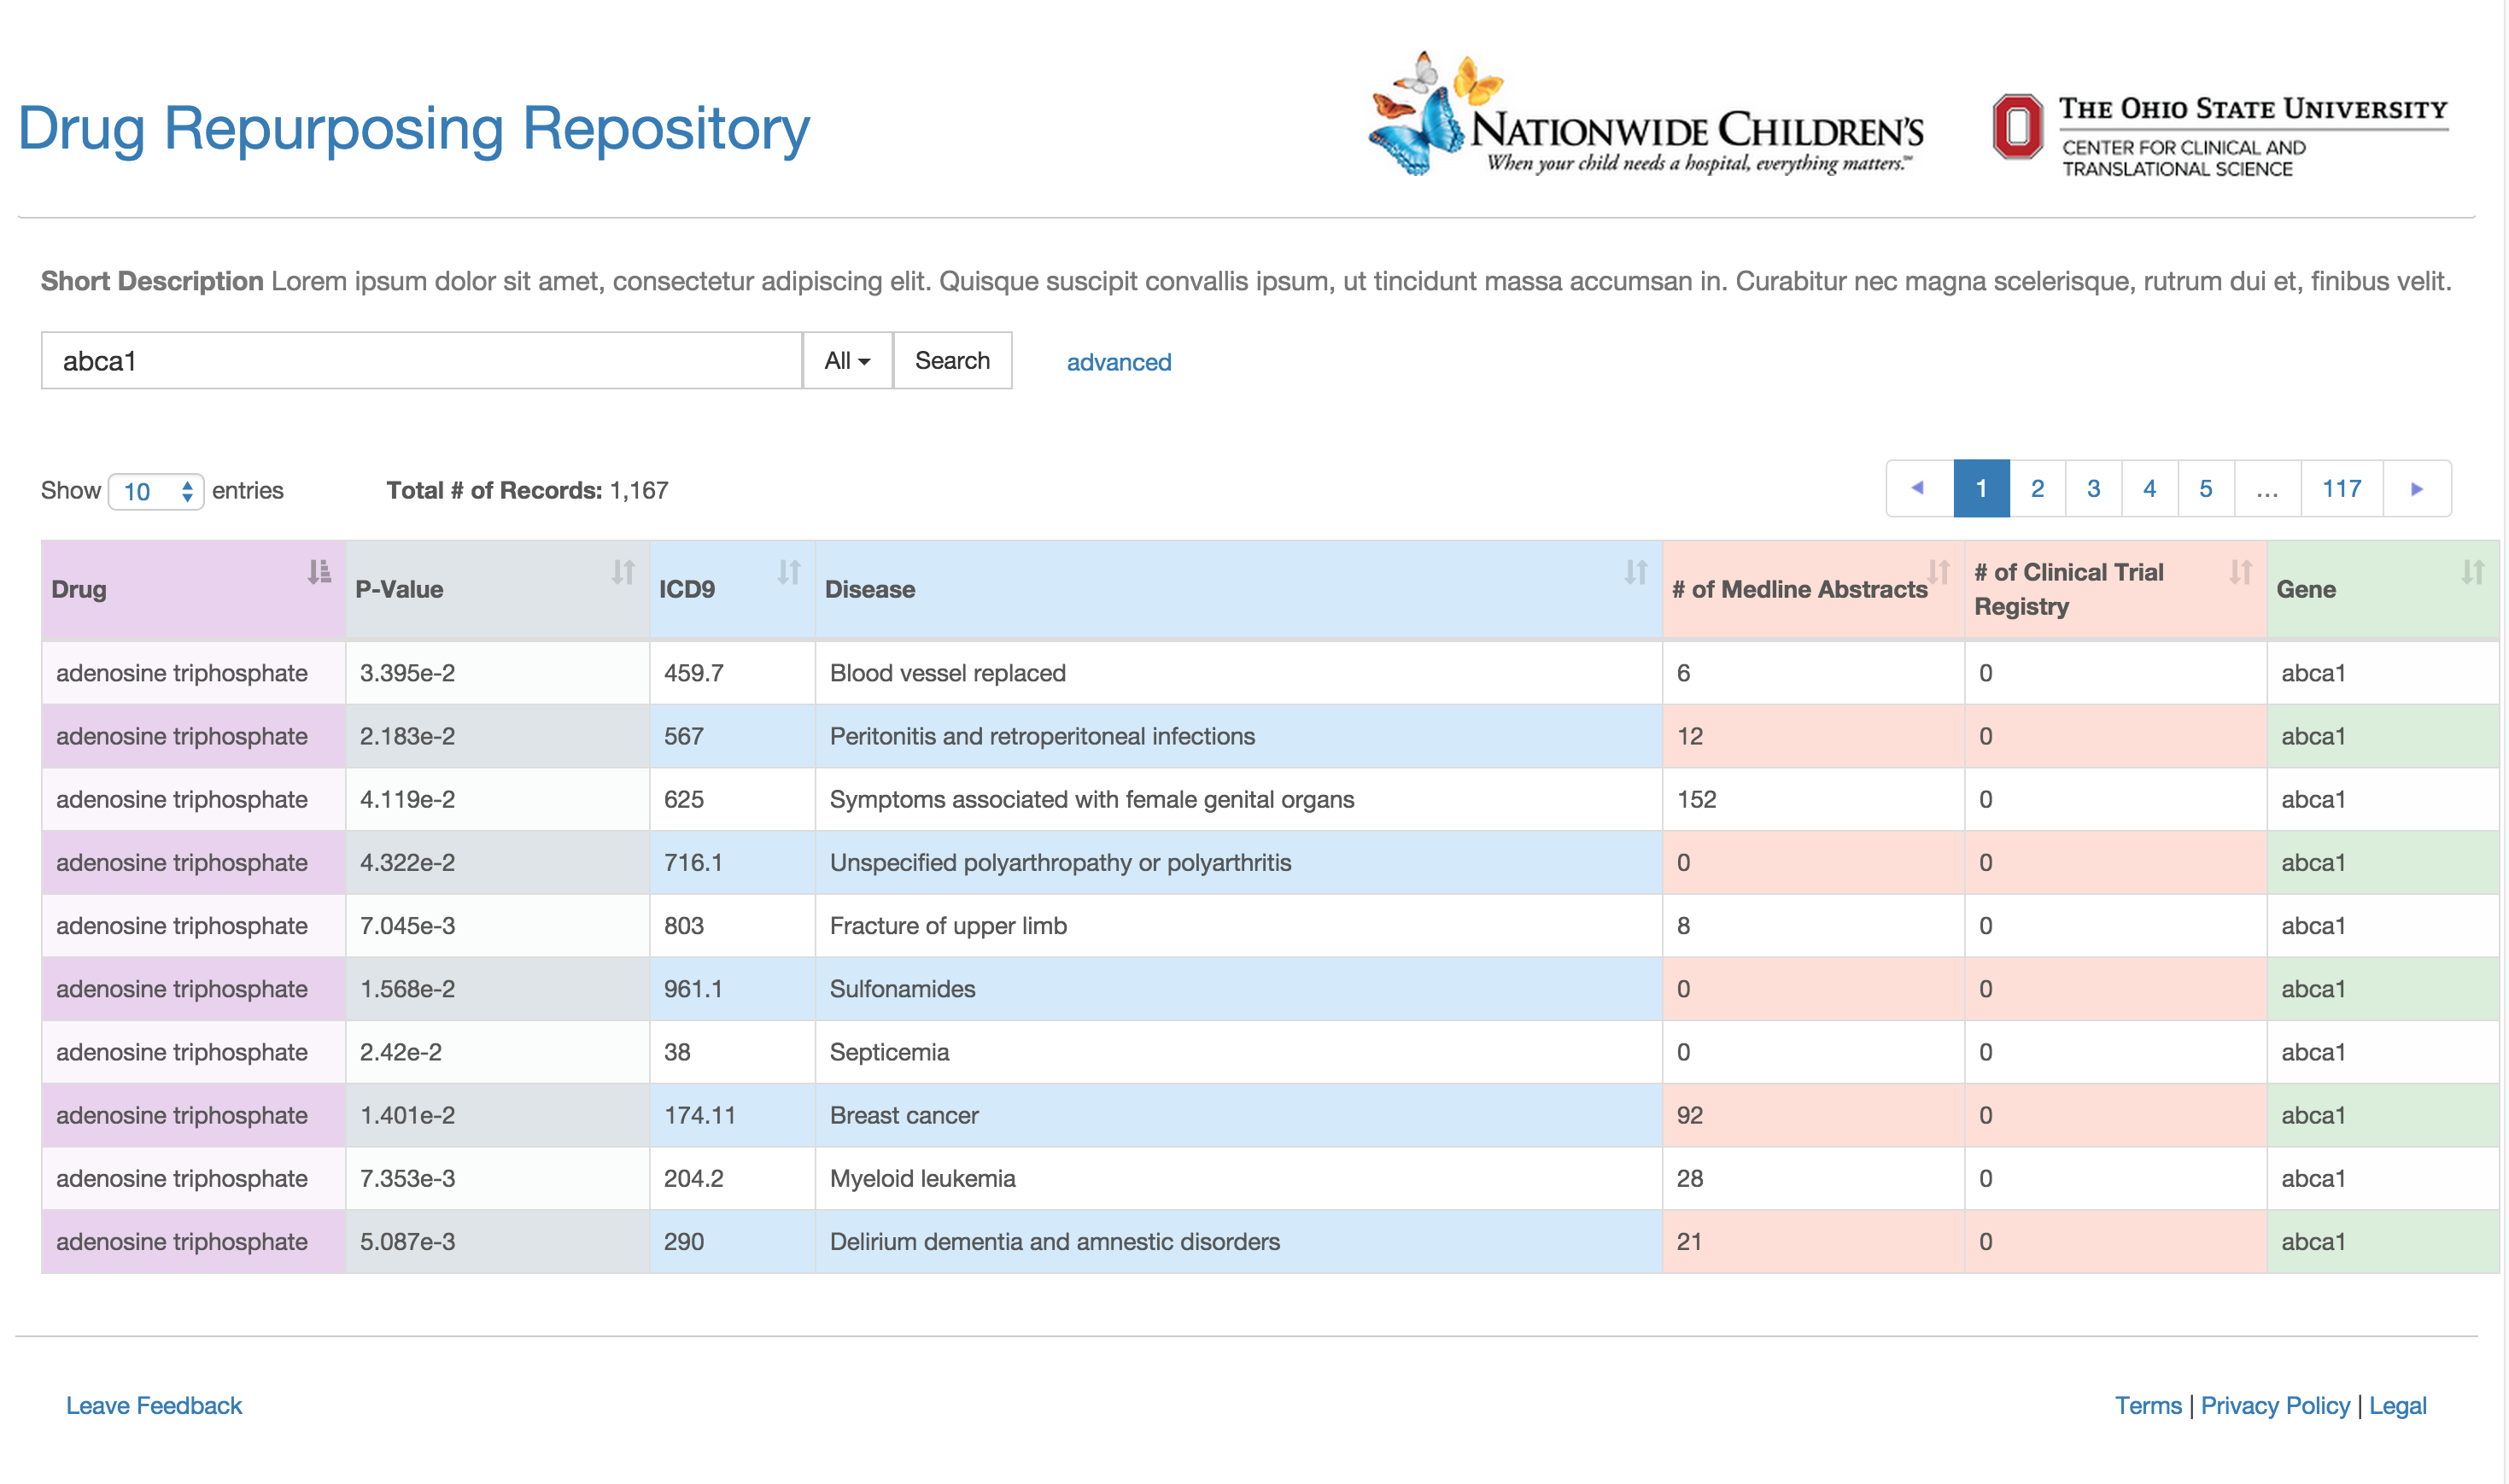 Drug Repurposing Repository
NATIONWIDE CHILDREN'S
When your child needs a hospital, everything matters.℠
THE OHIO STATE UNIVERSITY
CENTER FOR CLINICAL AND
TRANSLATIONAL SCIENCE
Short Description Lorem ipsum dolor sit amet, consectetur adipiscing elit. Quisque suscipit convallis ipsum, ut tincidunt massa accumsan in. Curabitur nec magna scelerisque, rutrum dui et, finibus velit.
abca1 All Search advanced
Show 10 entries Total # of Records: 1,167 1 2 3 4 5 ... 117
Drug P-Value ICD9 Disease # of Medline Abstracts # of Clinical Trial Registry Gene
adenosine triphosphate 3.395e-2 459.7 Blood vessel replaced 6 0 abca1
adenosine triphosphate 2.183e-2 567 Peritonitis and retroperitoneal infections 12 0 abca1
adenosine triphosphate 4.119e-2 625 Symptoms associated with female genital organs 152 0 abca1
adenosine triphosphate 4.322e-2 716.1 Unspecified polyarthropathy or polyarthritis 0 0 abca1
adenosine triphosphate 7.045e-3 803 Fracture of upper limb 8 0 abca1
adenosine triphosphate 1.568e-2 961.1 Sulfonamides 0 0 abca1
adenosine triphosphate 2.42e-2 38 Septicemia 0 0 abca1
adenosine triphosphate 1.401e-2 174.11 Breast cancer 92 0 abca1
adenosine triphosphate 7.353e-3 204.2 Myeloid leukemia 28 0 abca1
adenosine triphosphate 5.087e-3 290 Delirium dementia and amnestic disorders 21 0 abca1
Leave Feedback Terms | Privacy Policy | Legal